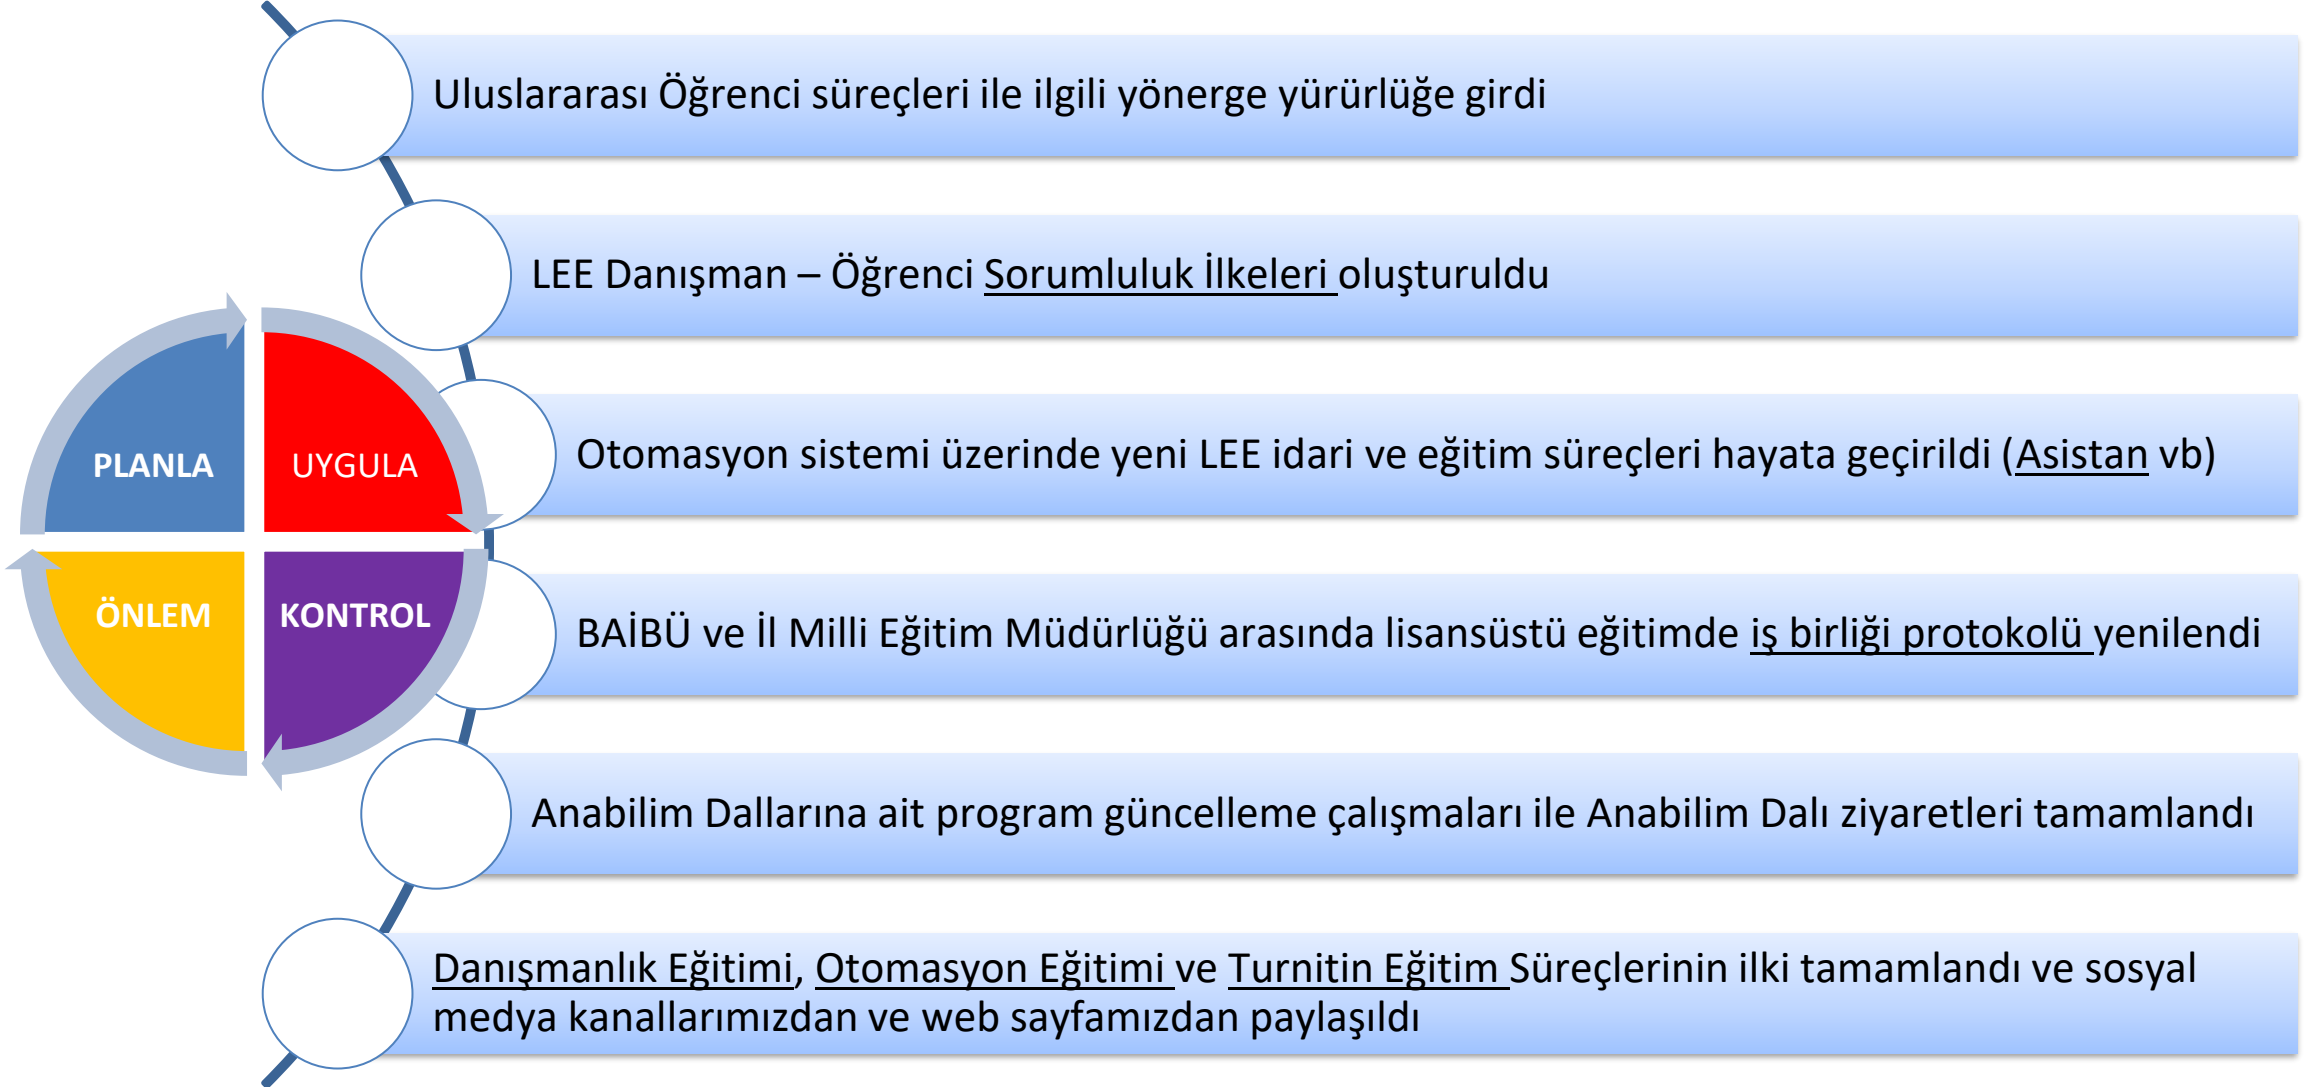 Uluslararası Öğrenci süreçleri ile ilgili yönerge yürürlüğe girdi
LEE Danışman – Öğrenci Sorumluluk İlkeleri oluşturuldu
PLANLA
UYGULA
ÖNLEM
KONTROL
Otomasyon sistemi üzerinde yeni LEE idari ve eğitim süreçleri hayata geçirildi (Asistan vb)
BAİBÜ ve İl Milli Eğitim Müdürlüğü arasında lisansüstü eğitimde iş birliği protokolü yenilendi
Anabilim Dallarına ait program güncelleme çalışmaları ile Anabilim Dalı ziyaretleri tamamlandı
Danışmanlık Eğitimi, Otomasyon Eğitimi ve Turnitin Eğitim Süreçlerinin ilki tamamlandı ve sosyal
medya kanallarımızdan ve web sayfamızdan paylaşıldı